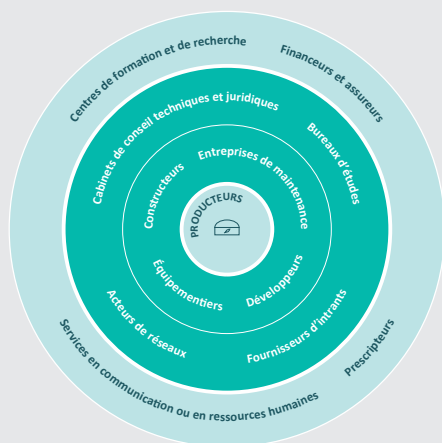 Centres de formation et de recherche
Financeurs et assureurs
Cabinets de conseil techniques et juridiques
Bureaux d'études
Constructeurs
Entreprises de maintenance
PRODUCTEURS
Équipementiers
Développeurs
Acteurs de réseaux
Fournisseurs d'intrants
Services en communication ou en ressources humaines
Prescripteurs